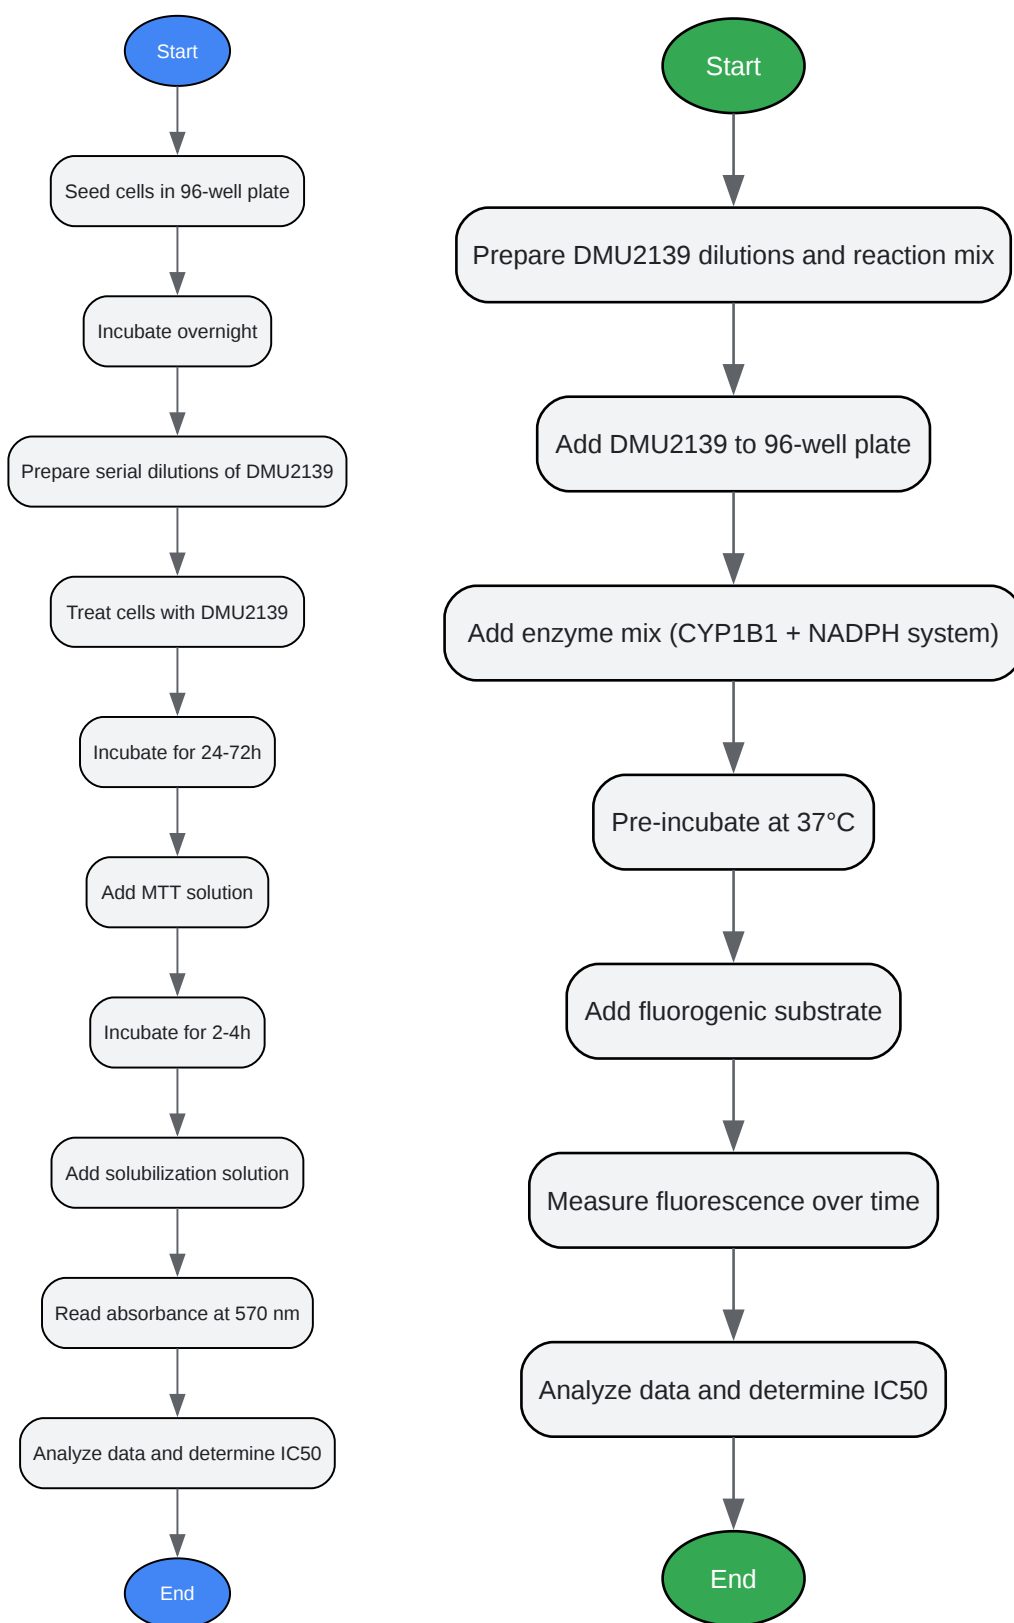 Start
Seed cells in 96-well plate
Incubate overnight
Prepare serial dilutions of DMU2139
Treat cells with DMU2139
Incubate for 24-72h
Add MTT solution
Incubate for 2-4h
Add solubilization solution
Read absorbance at 570 nm
Analyze data and determine IC50
End
Start
Prepare DMU2139 dilutions and reaction mix
Add DMU2139 to 96-well plate
Add enzyme mix (CYP1B1 + NADPH system)
Pre-incubate at 37°C
Add fluorogenic substrate
Measure fluorescence over time
Analyze data and determine IC50
End